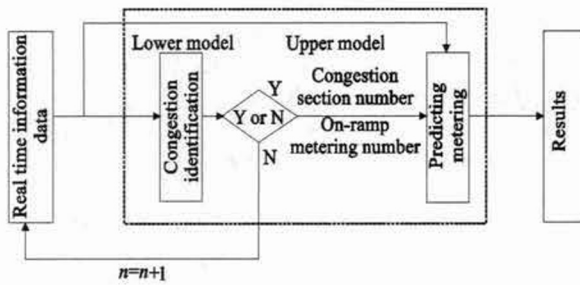 Lower model
Upper model
Real time information
data
Congestion
identification
Y or N
Y
N
Congestion
section number
On-ramp
metering number
Predicting
metering
Results
n=n+1